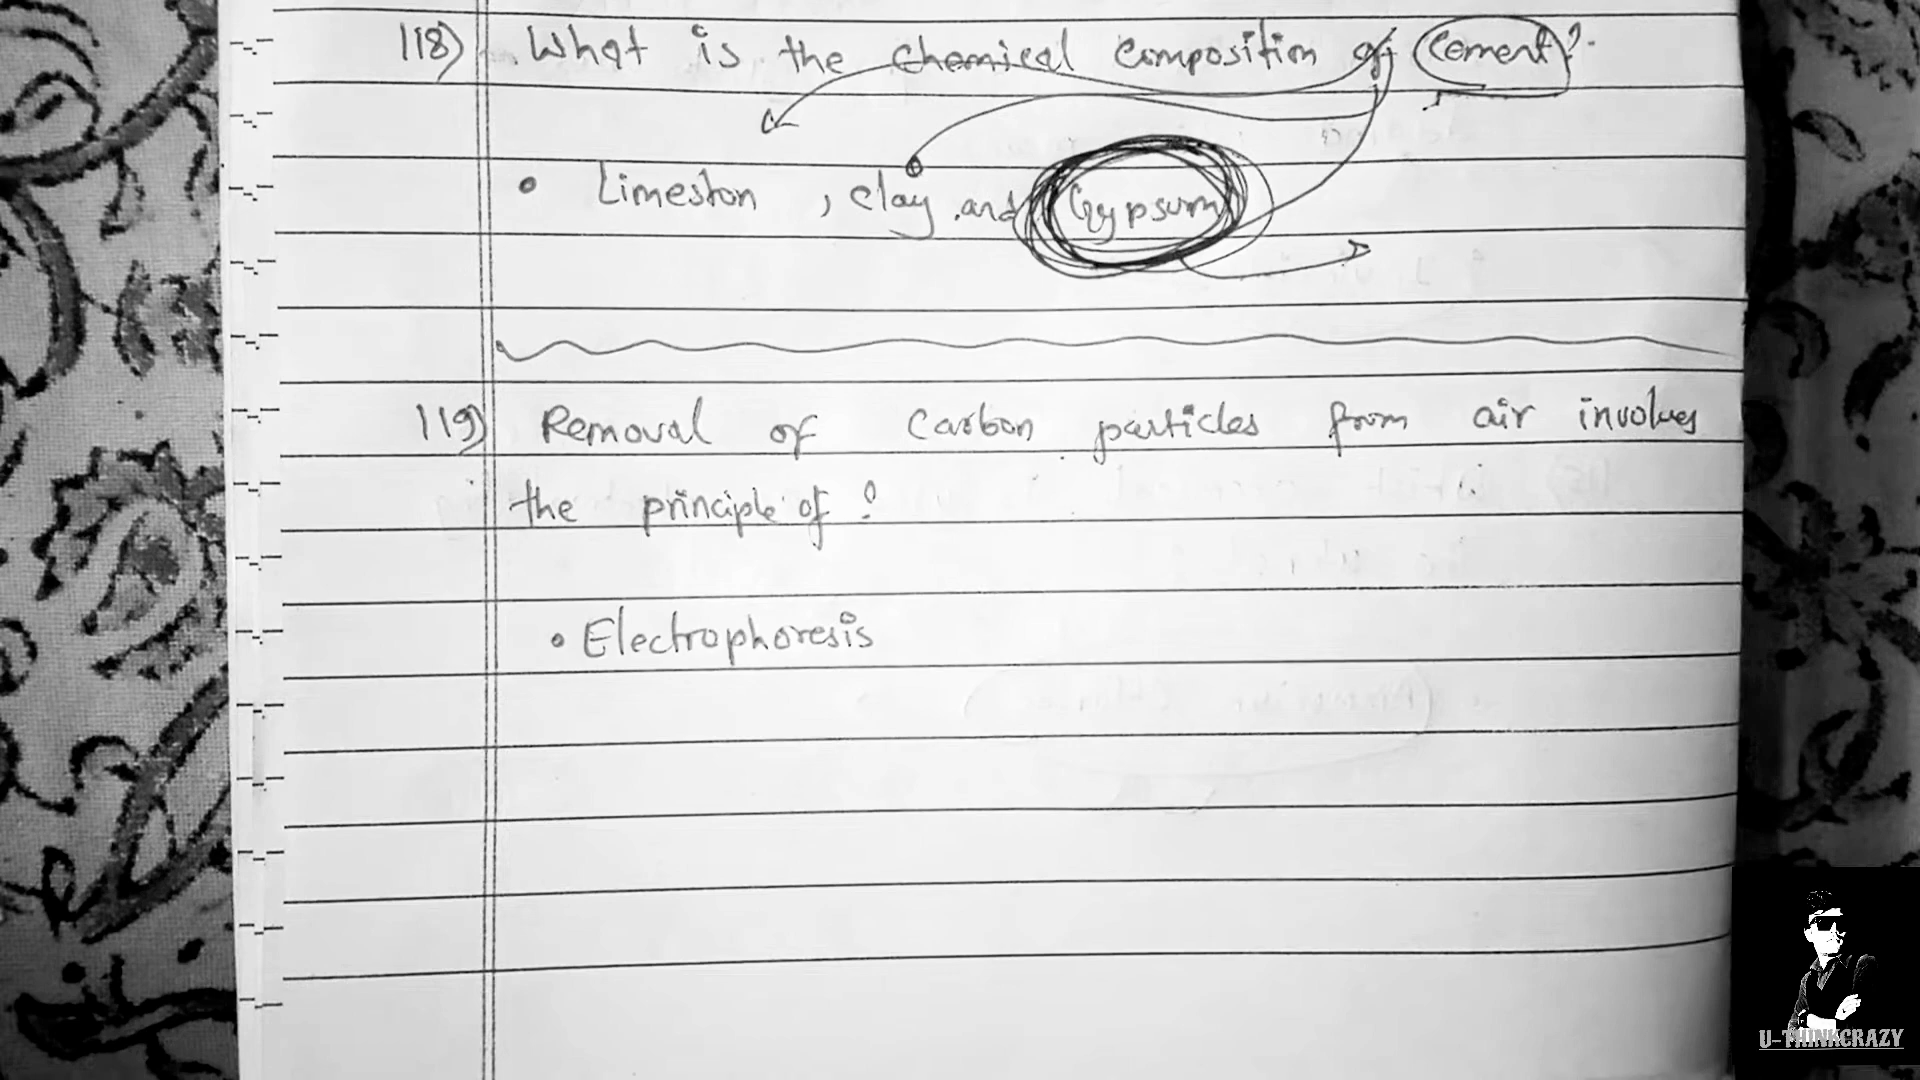 118) What is the chemical composition of Cement?
• Limeston , clay and Gypsum
119) Removal of Carbon particles from air involves
the principle of ?
• Electrophoresis
U-THINKCRAZY